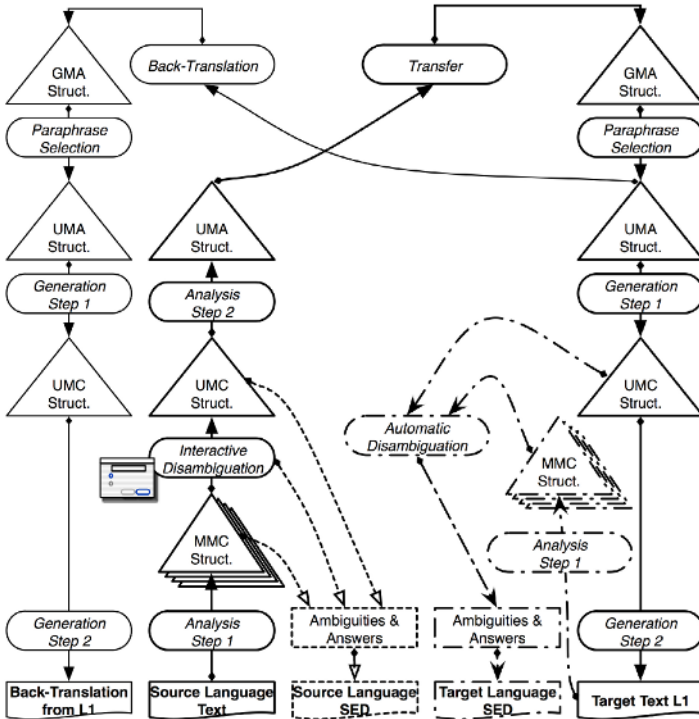 GMA
Struct.
Back-Translation
Transfer
GMA
Struct.
Paraphrase
Selection
Paraphrase
Selection
UMA
Struct.
UMA
Struct.
UMA
Struct.
Generation
Step 1
Analysis
Step 2
Generation
Step 1
UMC
Struct.
UMC
Struct.
UMC
Struct.
Interactive
Disambiguation
Automatic
Disambiguation
MMC
Struct.
MMC
Struct.
Analysis
Step 1
Generation
Step 2
Analysis
Step 1
Ambiguities &
Answers
Ambiguities &
Answers
Generation
Step 2
Back-Translation
from L1
Source Language
Text
Source Language
SED
Target Language
SED
Target Text L1